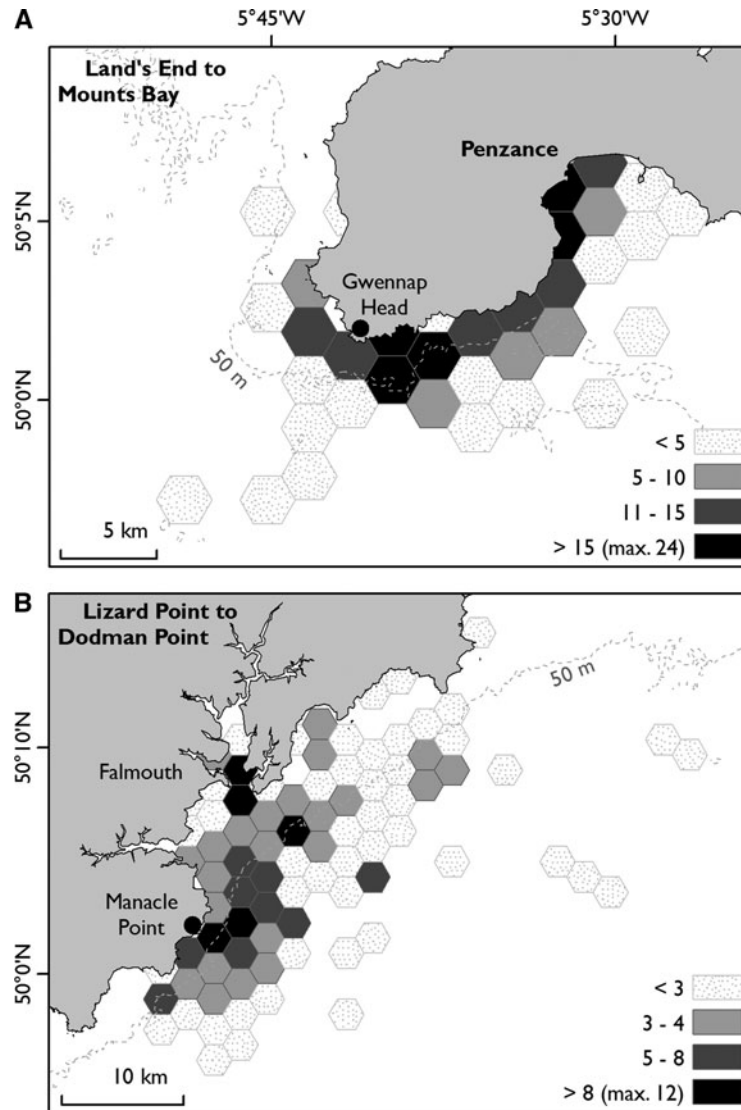 A
5°45'W 5°30'W
Land's End to
Mounts Bay
Penzance
50°5'N
Gwennap
Head
50 m
50°0'N
< 5
5 - 10
11 - 15
> 15 (max. 24)
5 km
B
Lizard Point to
Dodman Point
50 m
50°10'N
Falmouth
Manacle
Point
50°0'N
< 3
3 - 4
5 - 8
> 8 (max. 12)
10 km